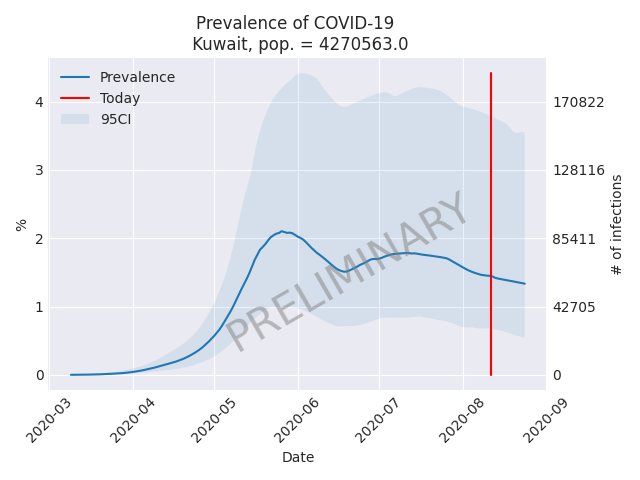 Prevalence of COVID-19
Kuwait, pop. = 4270563.0
Prevalence
Today
95CI
4
3
2
1
0
%
170822
128116
85411
42705
0
# of infections
PRELIMINARY
2020-03
2020-04
2020-05
2020-06
2020-07
2020-08
2020-09
Date